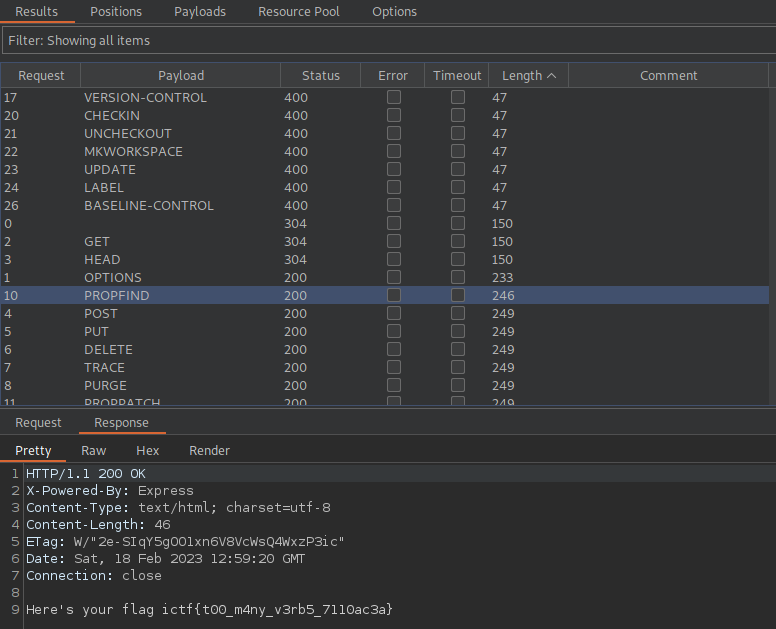 Results Positions Payloads Resource Pool Options
Filter: Showing all items
Request Payload Status Error Timeout Length Comment
17 VERSION-CONTROL 400 47
20 CHECKIN 400 47
21 UNCHECKOUT 400 47
22 MKWORKSPACE 400 47
23 UPDATE 400 47
24 LABEL 400 47
26 BASELINE-CONTROL 400 47
0 304 150
2 GET 304 150
3 HEAD 304 150
1 OPTIONS 200 233
10 PROPFIND 200 246
4 POST 200 249
5 PUT 200 249
6 DELETE 200 249
7 TRACE 200 249
8 PURGE 200 249
11 PROPPATCH 200 249
Request Response
Pretty Raw Hex Render
1 HTTP/1.1 200 OK
2 X-Powered-By: Express
3 Content-Type: text/html; charset=utf-8
4 Content-Length: 46
5 ETag: W/"2e-SIqY5gOO1xn6V8VcWsQ4WxzP3ic"
6 Date: Sat, 18 Feb 2023 12:59:20 GMT
7 Connection: close
8
9 Here's your flag ictf{t00_m4ny_v3rb5_7110ac3a}